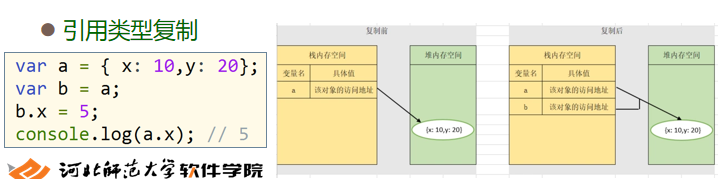 引用类型复制
var a = { x: 10,y: 20};
var b = a;
b.x = 5;
console.log(a.x); // 5
河北师范大学软件学院
复制前
栈内存空间
堆内存空间
变量名 具体值
a 该对象的访问地址
{x: 10,y: 20}
复制后
栈内存空间
堆内存空间
变量名 具体值
a 该对象的访问地址
b 该对象的访问地址
{x: 10,y: 20}